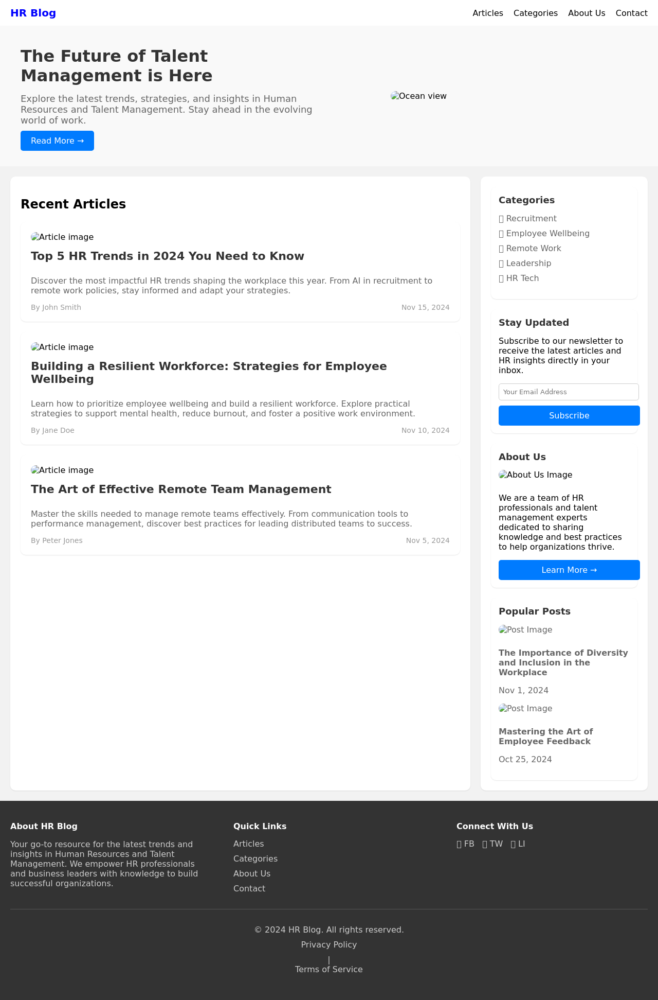 HR Blog
Articles Categories About Us Contact
The Future of Talent
Management is Here
Explore the latest trends, strategies, and insights in Human
Resources and Talent Management. Stay ahead in the evolving
world of work.
Read More →
Ocean view
Recent Articles
Article image
Top 5 HR Trends in 2024 You Need to Know
Discover the most impactful HR trends shaping the workplace this year. From AI in recruitment to
remote work policies, stay informed and adapt your strategies.
By John Smith Nov 15, 2024
Article image
Building a Resilient Workforce: Strategies for Employee
Wellbeing
Learn how to prioritize employee wellbeing and build a resilient workforce. Explore practical
strategies to support mental health, reduce burnout, and foster a positive work environment.
By Jane Doe Nov 10, 2024
Article image
The Art of Effective Remote Team Management
Master the skills needed to manage remote teams effectively. From communication tools to
performance management, discover best practices for leading distributed teams to success.
By Peter Jones Nov 5, 2024
Categories
Recruitment
Employee Wellbeing
Remote Work
Leadership
HR Tech
Stay Updated
Subscribe to our newsletter to
receive the latest articles and
HR insights directly in your
inbox.
Your Email Address
Subscribe
About Us
About Us Image
We are a team of HR
professionals and talent
management experts
dedicated to sharing
knowledge and best practices
to help organizations thrive.
Learn More →
Popular Posts
Post Image
The Importance of Diversity
and Inclusion in the
Workplace
Nov 1, 2024
Post Image
Mastering the Art of
Employee Feedback
Oct 25, 2024
About HR Blog
Your go-to resource for the latest trends and
insights in Human Resources and Talent
Management. We empower HR professionals
and business leaders with knowledge to build
successful organizations.
Quick Links
Articles
Categories
About Us
Contact
Connect With Us
FB TW LI
© 2024 HR Blog. All rights reserved.
Privacy Policy
|
Terms of Service